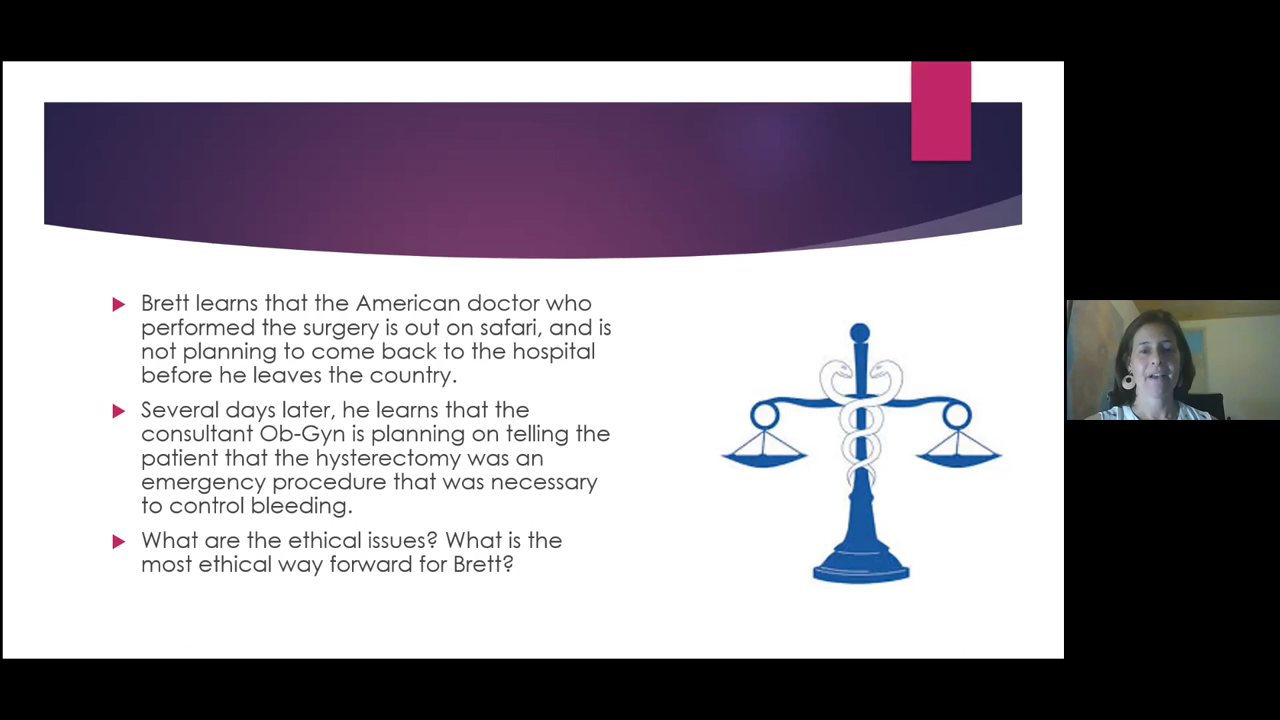 Brett learns that the American doctor who
performed the surgery is out on safari, and is
not planning to come back to the hospital
before he leaves the country.
Several days later, he learns that the
consultant Ob-Gyn is planning on telling the
patient that the hysterectomy was an
emergency procedure that was necessary
to control bleeding.
What are the ethical issues? What is the
most ethical way forward for Brett?